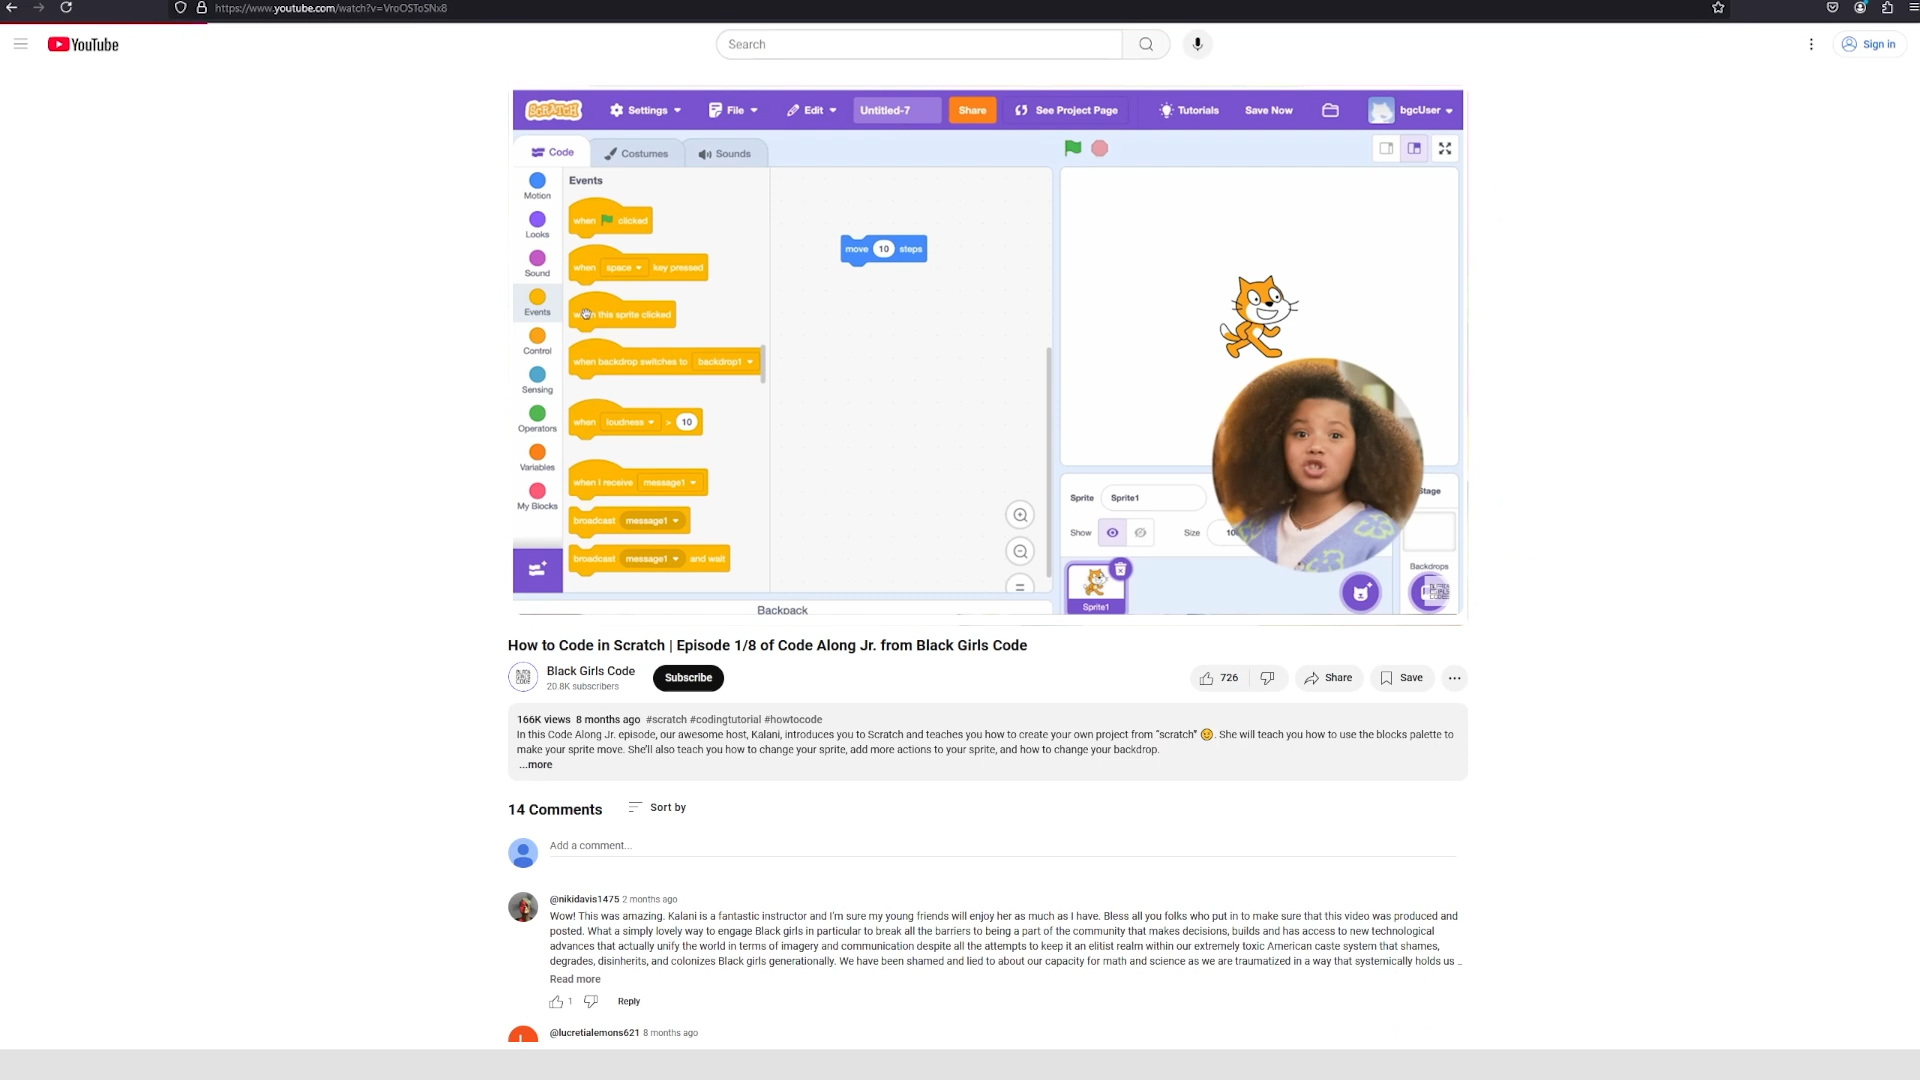 https://www.youtube.com/watch?v=VroOSToSNx8
YouTube
Search
Sign in
SCRATCH
Settings
File
Edit
Untitled-7
Share
See Project Page
Tutorials
Save Now
bgcUser
Code
Costumes
Sounds
Motion
Looks
Sound
Events
Control
Sensing
Operators
Variables
My Blocks
Events
when clicked
when space key pressed
when this sprite clicked
when backdrop switches to backdrop1
when loudness > 10
when I receive message1
broadcast message1
broadcast message1 and wait
move 10 steps
Backpack
Sprite Sprite1
Show
Size
Sprite1
Stage
Backdrops
BLACK
GIRLS
CODE
How to Code in Scratch | Episode 1/8 of Code Along Jr. from Black Girls Code
BLACK
GIRLS
CODE
Black Girls Code
20.8K subscribers
Subscribe
726
Share
Save
166K views 8 months ago #scratch #codingtutorial #howtocode
In this Code Along Jr. episode, our awesome host, Kalani, introduces you to Scratch and teaches you how to create your own project from "scratch" 😉. She will teach you how to use the blocks palette to
make your sprite move. She'll also teach you how to change your sprite, add more actions to your sprite, and how to change your backdrop.
...more
14 Comments
Sort by
Add a comment...
@nikidavis1475 2 months ago
Wow! This was amazing. Kalani is a fantastic instructor and I'm sure my young friends will enjoy her as much as I have. Bless all you folks who put in to make sure that this video was produced and
posted. What a simply lovely way to engage Black girls in particular to break all the barriers to being a part of the community that makes decisions, builds and has access to new technological
advances that actually unify the world in terms of imagery and communication despite all the attempts to keep it an elitist realm within our extremely toxic American caste system that shames,
degrades, disinherits, and colonizes Black girls generationally. We have been shamed and lied to about our capacity for math and science as we are traumatized in a way that systemically holds us ...
Read more
1
Reply
@lucretialemons621 8 months ago